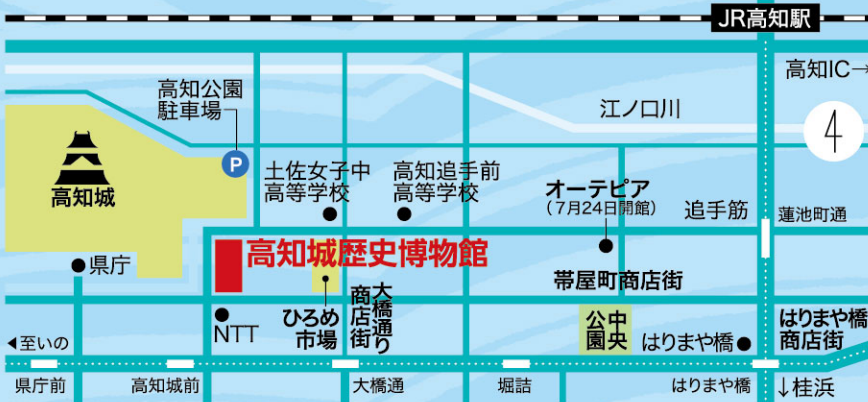 JR高知駅
高知IC→
高知公園
駐車場
江ノ口川
4
P
高知城
土佐女子中
高等学校
高知追手前
高等学校
オーテピア
(7月24日開館)
追手筋
蓮池町通
県庁
高知城歴史博物館
帯屋町商店街
NTT
ひろめ
市場
大橋通り
商店街
中央
公園
はりまや橋
はりまや橋
商店街
◀至いの
県庁前
高知城前
大橋通
堀詰
はりまや橋
↓桂浜